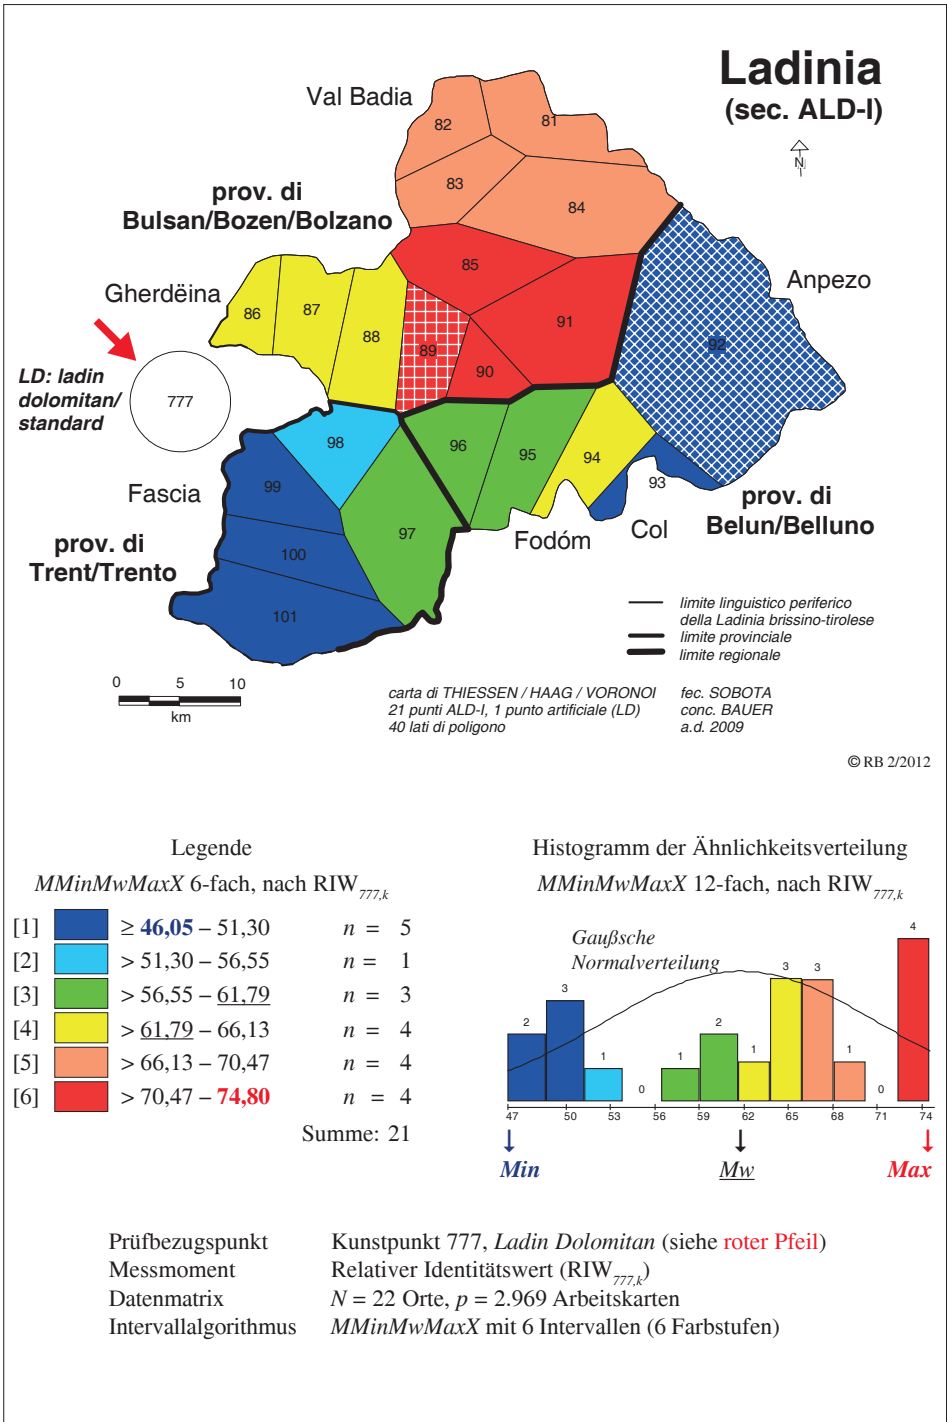 Ladinia
(sec. ALD-I)
N
Val Badia
82
81
83
84
prov. di
Bulsan/Bozen/Bolzano
85
Anpezo
Gherdëina
86
87
88
89
91
90
92
LD: ladin
dolomitan/
standard
777
98
96
95
94
93
99
Fascia
97
prov. di
Belun/Belluno
Fodóm
Col
prov. di
Trent/Trento
100
101
limite linguistico periferico
della Ladinia brissino-tirolese
limite provinciale
limite regionale
0 5 10
km
carta di THIESSEN / HAAG / VORONOI
21 punti ALD-I, 1 punto artificiale (LD)
40 lati di poligono
fec. SOBOTA
conc. BAUER
a.d. 2009
© RB 2/2012
Legende
MMinMwMaxX 6-fach, nach RIW777,k
[1] ≥ 46,05 – 51,30 n = 5
[2] > 51,30 – 56,55 n = 1
[3] > 56,55 – 61,79 n = 3
[4] > 61,79 – 66,13 n = 4
[5] > 66,13 – 70,47 n = 4
[6] > 70,47 – 74,80 n = 4
Summe: 21
Histogramm der Ähnlichkeitsverteilung
MMinMwMaxX 12-fach, nach RIW777,k
Gaußsche
Normalverteilung
2 3 1 0 1 2 1 3 3 1 0 4
47 50 53 56 59 62 65 68 71 74
Min Mw Max
Prüfbezugspunkt Kunstpunkt 777, Ladin Dolomitan (siehe roter Pfeil)
Messmoment Relativer Identitätswert (RIW777,k)
Datenmatrix N = 22 Orte, p = 2.969 Arbeitskarten
Intervallalgorithmus MMinMwMaxX mit 6 Intervallen (6 Farbstufen)